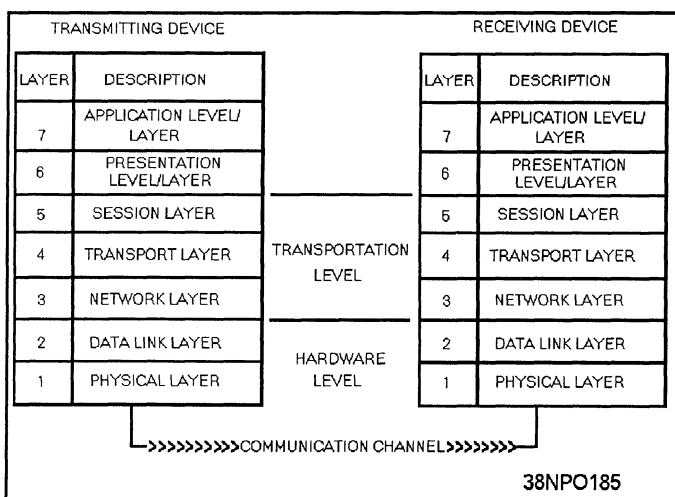 TRANSMITTING DEVICE
LAYER DESCRIPTION
7 APPLICATION LEVEL/
LAYER
6 PRESENTATION
LEVEL/LAYER
5 SESSION LAYER
4 TRANSPORT LAYER
3 NETWORK LAYER
2 DATA LINK LAYER
1 PHYSICAL LAYER
TRANSPORTATION
LEVEL
HARDWARE
LEVEL
RECEIVING DEVICE
LAYER DESCRIPTION
7 APPLICATION LEVEL/
LAYER
6 PRESENTATION
LEVEL/LAYER
5 SESSION LAYER
4 TRANSPORT LAYER
3 NETWORK LAYER
2 DATA LINK LAYER
1 PHYSICAL LAYER
>>>>>>>>>>COMMUNICATION CHANNEL>>>>>>>>
38NPO185